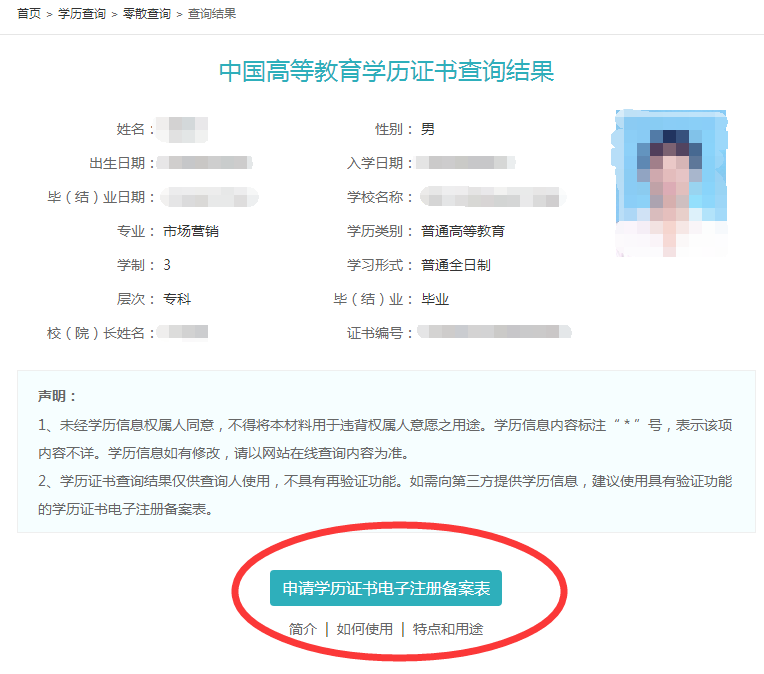 首页 > 学历查询 > 零散查询 > 查询结果
中国高等教育学历证书查询结果
姓名： 性别： 男
出生日期： 入学日期：
毕（结）业日期： 学校名称：
专业： 市场营销 学历类别： 普通高等教育
学制： 3 学习形式： 普通全日制
层次： 专科 毕（结）业： 毕业
校（院）长姓名： 证书编号：
声明：
1、未经学历信息权属人同意，不得将本材料用于违背权属人意愿之用途。学历信息内容标注“*”号，表示该项
内容不详。学历信息如有修改，请以网站在线查询内容为准。
2、学历证书查询结果仅供查询人使用，不具有再验证功能。如需向第三方提供学历信息，建议使用具有验证功能
的学历证书电子注册备案表。
申请学历证书电子注册备案表
简介 | 如何使用 | 特点和用途